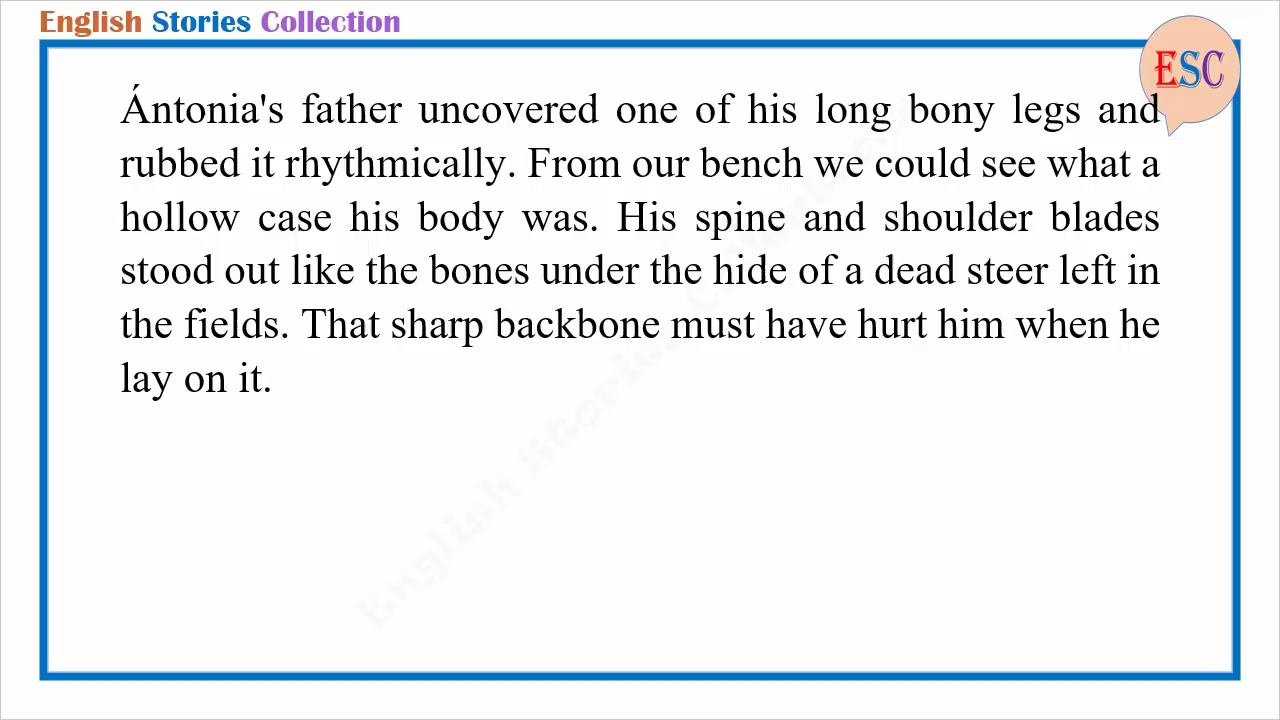 English Stories Collection
ESC
Ántonia's father uncovered one of his long bony legs and
rubbed it rhythmically. From our bench we could see what a
hollow case his body was. His spine and shoulder blades
stood out like the bones under the hide of a dead steer left in
the fields. That sharp backbone must have hurt him when he
lay on it.
English Stories Collection